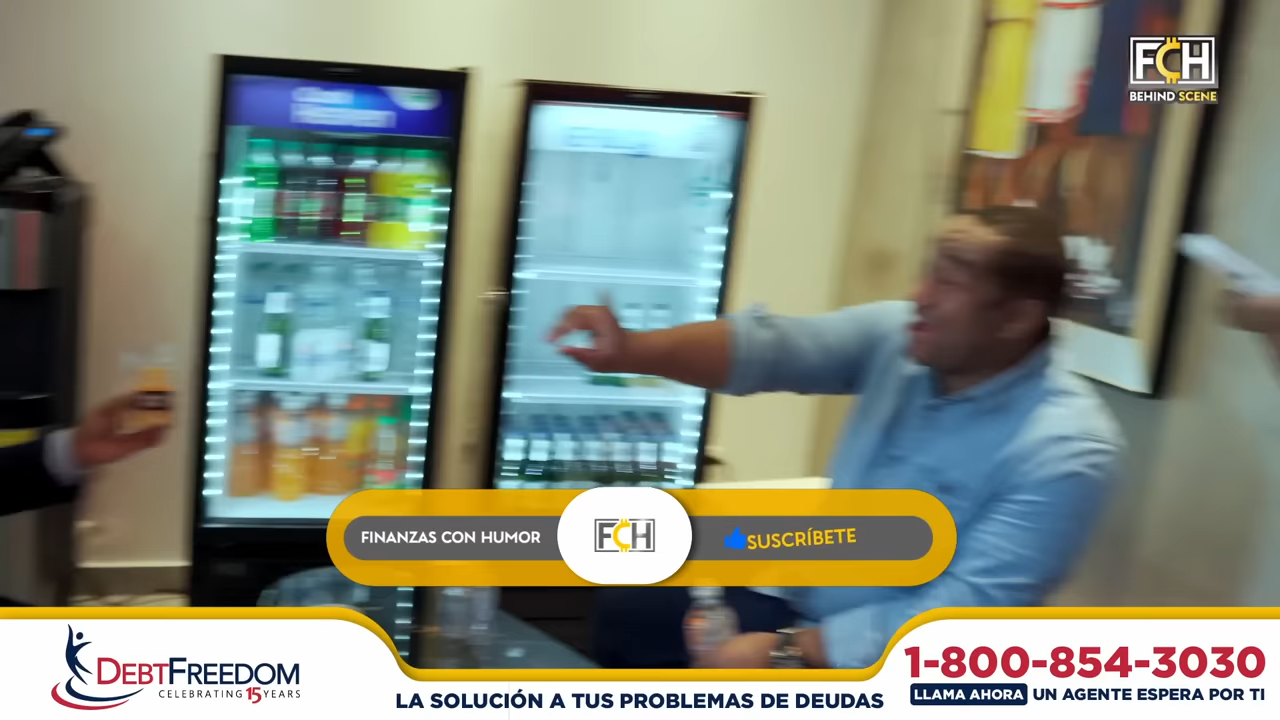 FCH
BEHIND SCENE
FINANZAS CON HUMOR
FCH
SUSCRÍBETE
DEBTFREEDOM
CELEBRATING 15 YEARS
LA SOLUCIÓN A TUS PROBLEMAS DE DEUDAS
1-800-854-3030
LLAMA AHORA UN AGENTE ESPERA POR TI